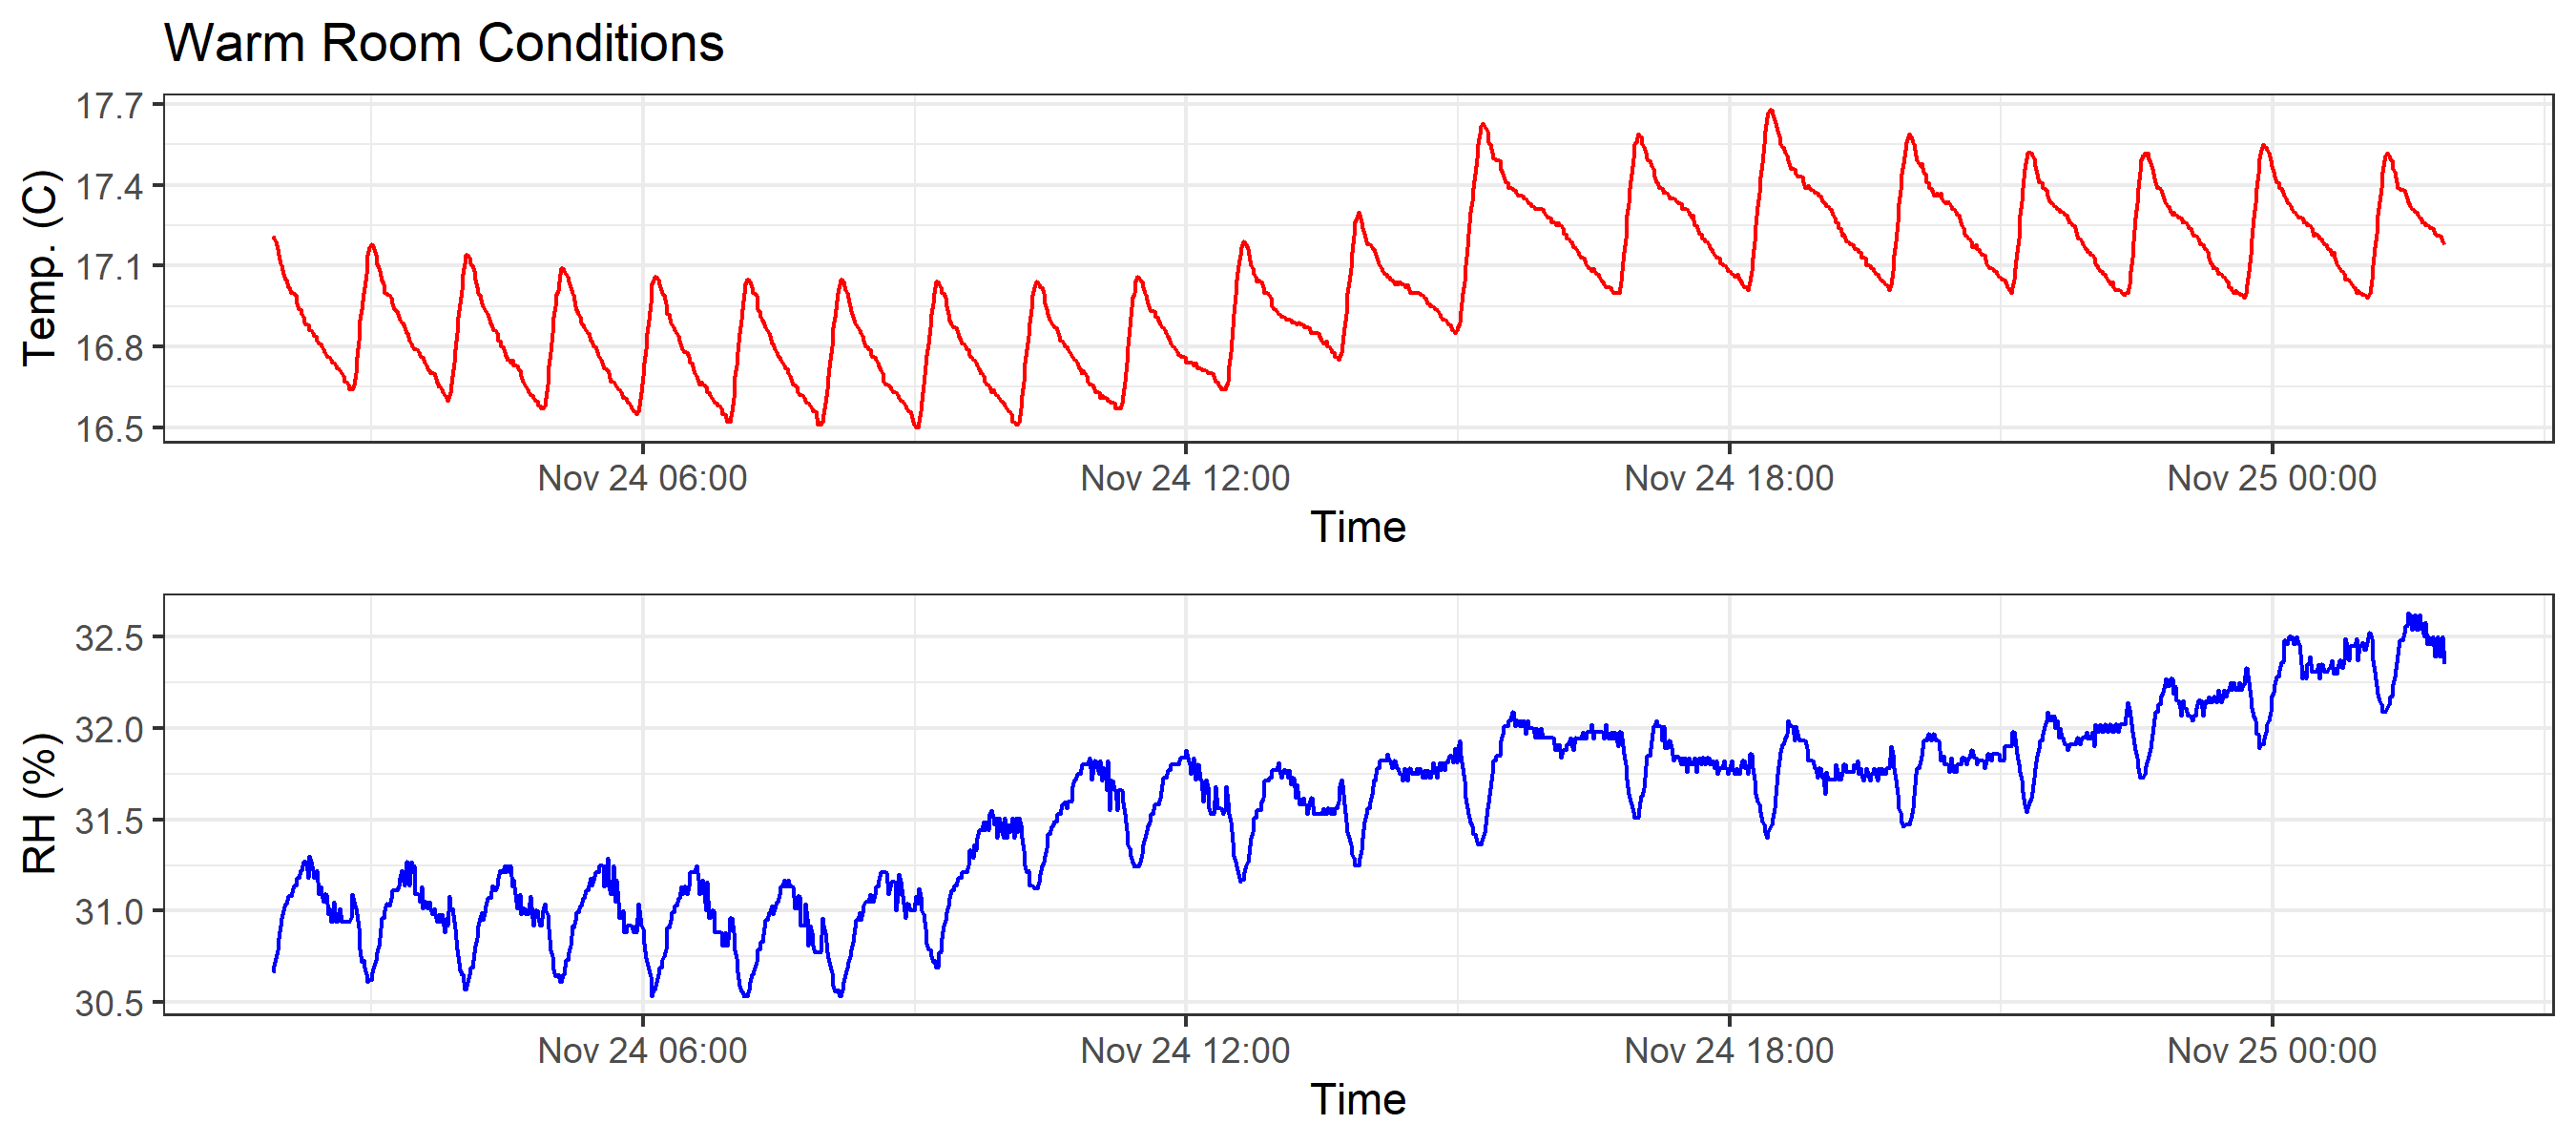 Warm Room Conditions
17.7
17.4
17.1
16.8
16.5
Temp. (C)
Nov 24 06:00 Nov 24 12:00 Nov 24 18:00 Nov 25 00:00
Time
32.5
32.0
31.5
31.0
30.5
RH (%)
Nov 24 06:00 Nov 24 12:00 Nov 24 18:00 Nov 25 00:00
Time